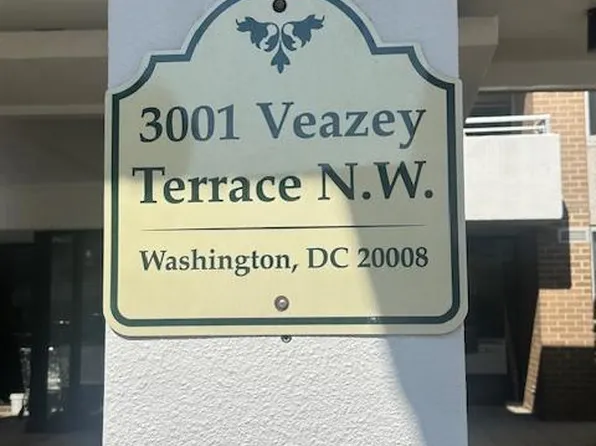 3001 Veazey
Terrace N.W.
Washington, DC 20008